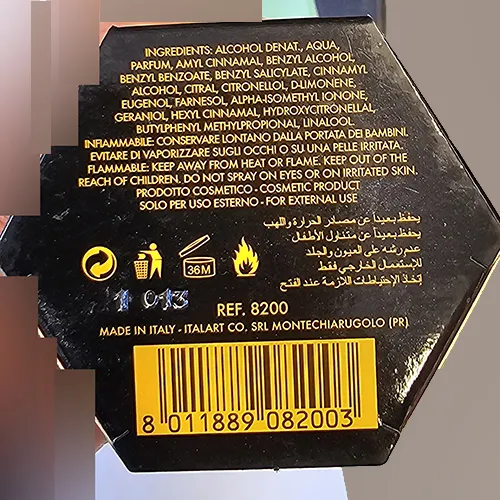 INGREDIENTS: ALCOHOL DENAT., AQUA,
PARFUM, AMYL CINNAMAL, BENZYL ALCOHOL,
BENZYL BENZOATE, BENZYL SALICYLATE, CINNAMYL
ALCOHOL, CITRAL, CITRONELLOL, D-LIMONENE,
EUGENOL, FARNESOL, ALPHA-ISOMETHYL IONONE,
GERANIOL, HEXYL CINNAMAL, HYDROXYCITRONELLAL,
BUTYLPHENYL METHYLPROPIONAL, LINALOOL.
INFIAMMABILE: CONSERVARE LONTANO DALLA PORTATA DEI BAMBINI.
EVITARE DI VAPORIZZARE SUGLI OCCHI O SU UNA PELLE IRRITATA.
FLAMMABLE: KEEP AWAY FROM HEAT OR FLAME. KEEP OUT OF THE
REACH OF CHILDREN. DO NOT SPRAY ON EYES OR ON IRRITATED SKIN.
PRODOTTO COSMETICO - COSMETIC PRODUCT
SOLO PER USO ESTERNO - FOR EXTERNAL USE
يحفظ بعيداً عن مصادر الحرارة واللهب
يحفظ بعيداً عن متناول الأطفال
عدم رشه على العيون والجلد
للإستعمال الخارجي فقط
إتخاذ الإحتياطات اللازمة عند الفتح
36M
1 013
REF. 8200
MADE IN ITALY - ITALART CO. SRL MONTECHIARUGOLO (PR)
8 011889 082003